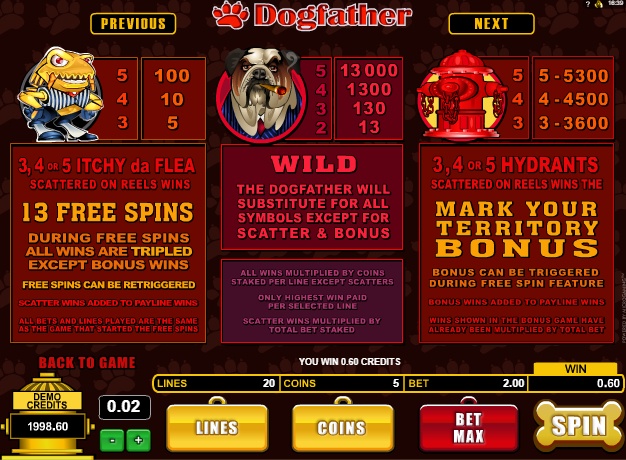 PREVIOUS
Dogfather
NEXT
?
16:39
5 100
4 10
3 5
5 13 000
4 1300
3 130
2 13
5 5-5300
4 4-4500
3 3-3600
3, 4 OR 5 ITCHY da FLEA
SCATTERED ON REELS WINS
13 FREE SPINS
DURING FREE SPINS
ALL WINS ARE TRIPLED
EXCEPT BONUS WINS
FREE SPINS CAN BE RETRIGGERED
SCATTER WINS ADDED TO PAYLINE WINS
ALL BETS AND LINES PLAYED ARE THE SAME
AS THE GAME THAT STARTED THE FREE SPINS
WILD
THE DOGFATHER WILL
SUBSTITUTE FOR ALL
SYMBOLS EXCEPT FOR
SCATTER & BONUS
ALL WINS MULTIPLIED BY COINS
STAKED PER LINE EXCEPT SCATTERS
ONLY HIGHEST WIN PAID
PER SELECTED LINE
SCATTER WINS MULTIPLIED BY
TOTAL BET STAKED
3, 4 OR 5 HYDRANTS
SCATTERED ON REELS WINS THE
MARK YOUR
TERRITORY
BONUS
BONUS CAN BE TRIGGERED
DURING FREE SPIN FEATURE
BONUS WINS ADDED TO PAYLINE WINS
WINS SHOWN IN THE BONUS GAME HAVE
ALREADY BEEN MULTIPLIED BY TOTAL BET
BACK TO GAME
YOU WIN 0.60 CREDITS
WIN
LINES 20 COINS 5 BET 2.00 0.60
DEMO
CREDITS
1998.60
0.02
- +
LINES
COINS
BET
MAX
SPIN